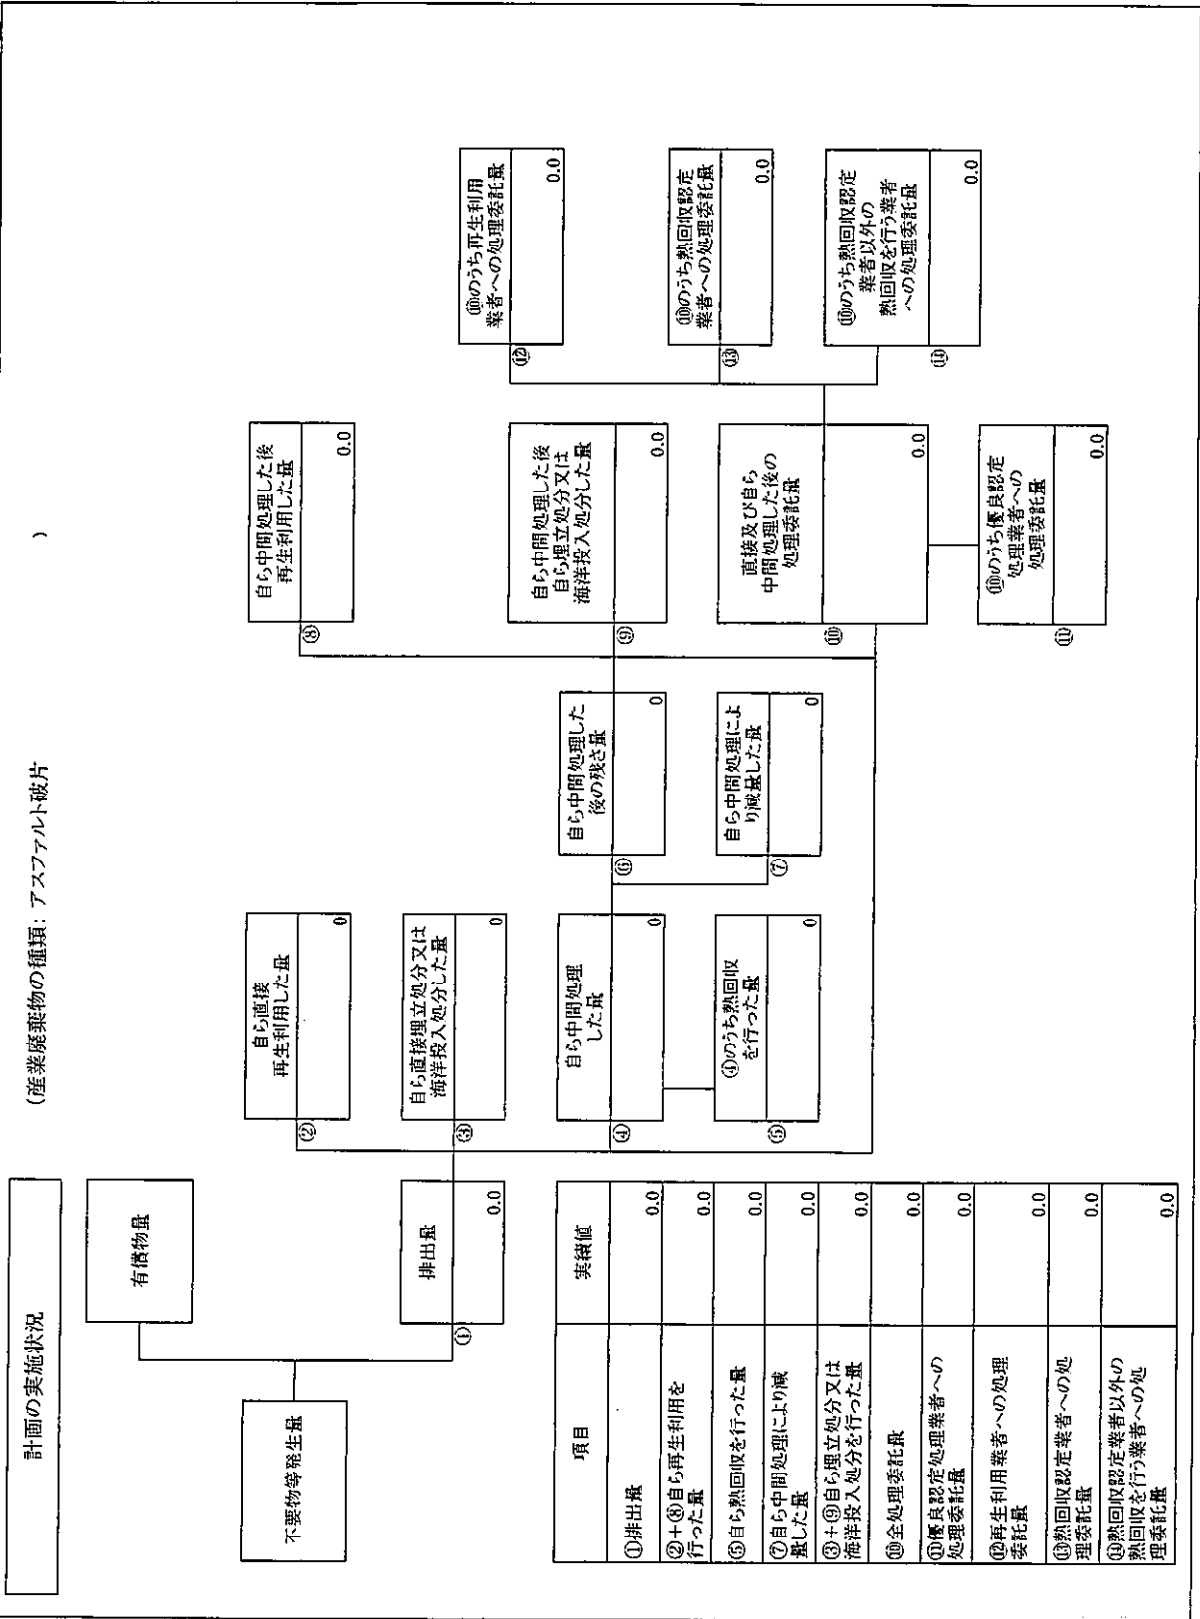 計画の実施状況
(産業廃棄物の種類: アスファルト破片
)
不要物等発生量
有償物量
①
排出量
0.0
②
自ら直接
再生利用した量
0
③
自ら直接埋立処分又は
海洋投入処分した量
0
④
自ら中間処理
した量
0
⑤
④のうち熱回収
を行った量
0
⑥
自ら中間処理した
後の残さ量
0
⑦
自ら中間処理によ
り減量した量
0
⑧
自ら中間処理した後
再生利用した量
0.0
⑨
自ら中間処理した後
自ら埋立処分又は
海洋投入処分した量
0.0
⑩
直接及び自ら
中間処理した後の
処理委託量
0.0
⑪
⑩のうち優良認定
処理業者への
処理委託量
0.0
⑫
⑩のうち再生利用
業者への処理委託量
0.0
⑬
⑩のうち熱回収認定
業者への処理委託量
0.0
⑭
⑩のうち熱回収認定
業者以外の
熱回収を行う業者
への処理委託量
0.0
項目 実績値
①排出量 0.0
②+⑧自ら再生利用を
行った量 0.0
⑤自ら熱回収を行った量 0.0
⑦自ら中間処理により減
量した量 0.0
③+⑨自ら埋立処分又は
海洋投入処分を行った量 0.0
⑩全処理委託量 0.0
⑪優良認定処理業者への
処理委託量 0.0
⑫再生利用業者への処理
委託量 0.0
⑬熱回収認定業者への処
理委託量 0.0
⑭熱回収認定業者以外の
熱回収を行う業者への処
理委託量 0.0